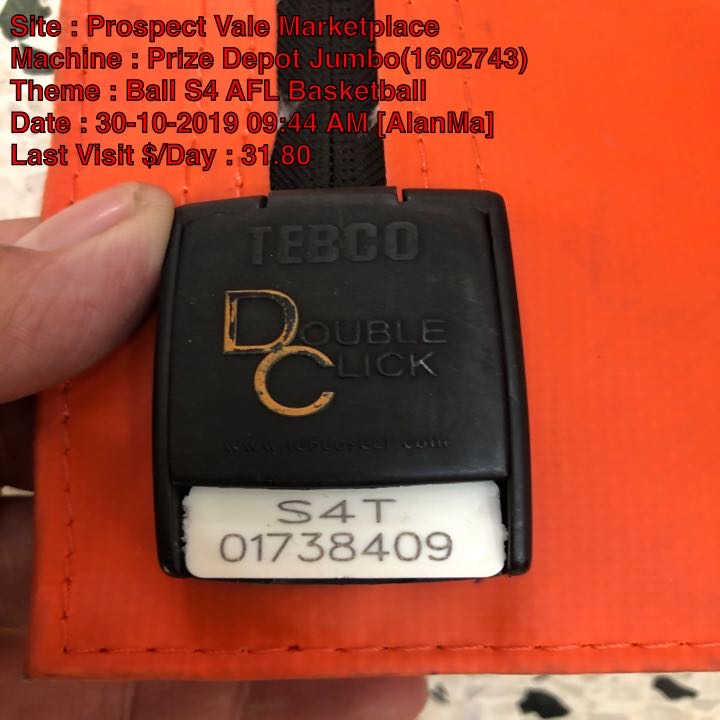 Site : Prospect Vale Marketplace
Machine : Prize Depot Jumbo(1602743)
Theme : Ball S4 AFL Basketball
Date : 30-10-2019 09:44 AM [AlanMa]
Last Visit $/Day : 31.80
TEBCO
DOUBLE
CLICK
S4T
01738409